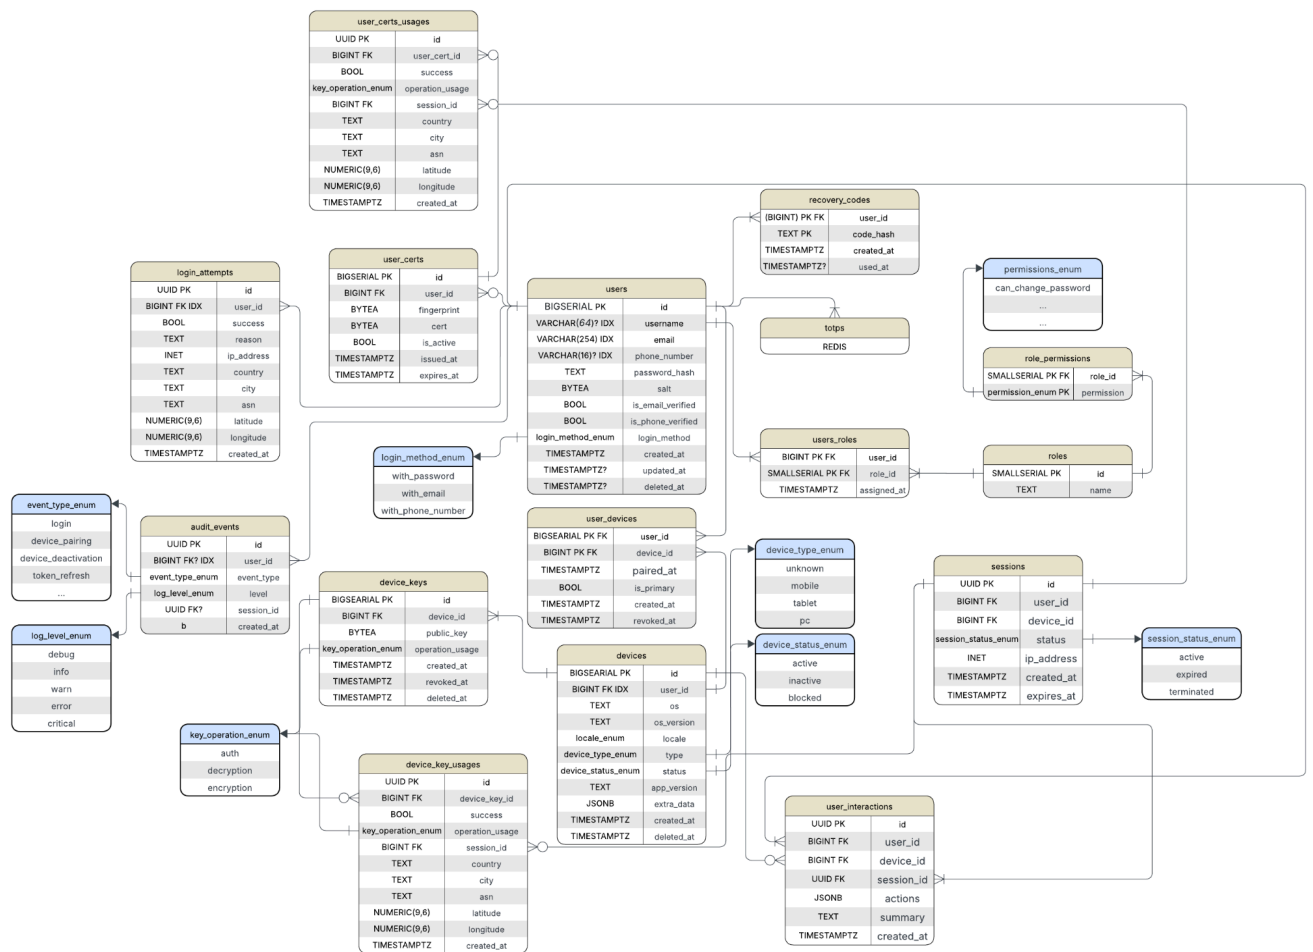 user_certs_usages
UUID PK id
BIGINT FK user_cert_id
BOOL success
key_operation_enum operation_usage
BIGINT FK session_id
TEXT country
TEXT city
TEXT asn
NUMERIC(9,6) latitude
NUMERIC(9,6) longitude
TIMESTAMPTZ created_at
recovery_codes
(BIGINT) PK FK user_id
TEXT PK code_hash
TIMESTAMPTZ created_at
TIMESTAMPTZ? used_at
user_certs
BIGSERIAL PK id
BIGINT FK user_id
BYTEA fingerprint
BYTEA cert
BOOL is_active
TIMESTAMPTZ issued_at
TIMESTAMPTZ expires_at
login_attempts
UUID PK id
BIGINT FK IDX user_id
BOOL success
TEXT reason
INET ip_address
TEXT country
TEXT city
TEXT asn
NUMERIC(9,6) latitude
NUMERIC(9,6) longitude
TIMESTAMPTZ created_at
users
BIGSERIAL PK id
VARCHAR(64)? IDX username
VARCHAR(254) IDX email
VARCHAR(16)? IDX phone_number
TEXT password_hash
BYTEA salt
BOOL is_email_verified
BOOL is_phone_verified
login_method_enum login_method
TIMESTAMPTZ created_at
TIMESTAMPTZ? updated_at
TIMESTAMPTZ? deleted_at
permissions_enum
can_change_password
...
...
totps
REDIS
role_permissions
SMALLSERIAL PK FK role_id
permission_enum PK permission
users_roles
BIGINT PK FK user_id
SMALLSERIAL PK FK role_id
TIMESTAMPTZ assigned_at
roles
SMALLSERIAL PK id
TEXT name
login_method_enum
with_password
with_email
with_phone_number
event_type_enum
login
device_pairing
device_deactivation
token_refresh
...
audit_events
UUID PK id
BIGINT FK? IDX user_id
event_type_enum event_type
log_level_enum level
UUID FK? session_id
b created_at
user_devices
BIGSEARIAL PK FK user_id
BIGINT PK FK device_id
TIMESTAMPTZ paired_at
BOOL is_primary
TIMESTAMPTZ created_at
TIMESTAMPTZ revoked_at
device_type_enum
unknown
mobile
tablet
pc
sessions
UUID PK id
BIGINT FK user_id
BIGINT FK device_id
session_status_enum status
INET ip_address
TIMESTAMPTZ created_at
TIMESTAMPTZ expires_at
device_keys
BIGSEARIAL PK id
BIGINT FK device_id
BYTEA public_key
key_operation_enum operation_usage
TIMESTAMPTZ created_at
TIMESTAMPTZ revoked_at
TIMESTAMPTZ deleted_at
log_level_enum
debug
info
warn
error
critical
device_status_enum
active
inactive
blocked
session_status_enum
active
expired
terminated
devices
BIGSEARIAL PK id
BIGINT FK IDX user_id
TEXT os
TEXT os_version
locale_enum locale
device_type_enum type
device_status_enum status
TEXT app_version
JSONB extra_data
TIMESTAMPTZ created_at
TIMESTAMPTZ deleted_at
key_operation_enum
auth
decryption
encryption
device_key_usages
UUID PK id
BIGINT FK device_key_id
BOOL success
key_operation_enum operation_usage
BIGINT FK session_id
TEXT country
TEXT city
TEXT asn
NUMERIC(9,6) latitude
NUMERIC(9,6) longitude
TIMESTAMPTZ created_at
user_interactions
UUID PK id
BIGINT FK user_id
BIGINT FK device_id
UUID FK session_id
JSONB actions
TEXT summary
TIMESTAMPTZ created_at